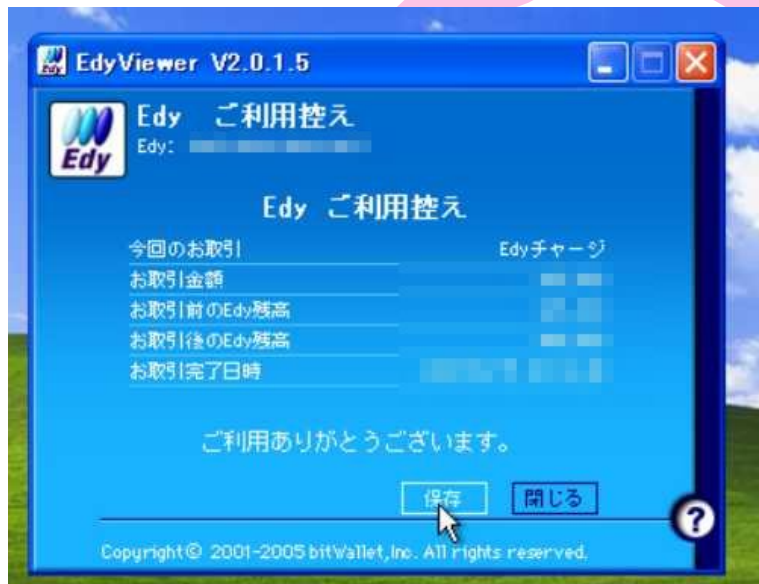 EdyViewer V2.0.1.5
Edy ご利用控え
Edy:
Edy
Edy ご利用控え
今回のお取引 Edyチャージ
お取引金額
お取引前のEdy残高
お取引後のEdy残高
お取引完了日時
ご利用ありがとうございます。
保存 閉じる
?
Copyright© 2001-2005 bitWallet,Inc. All rights reserved.